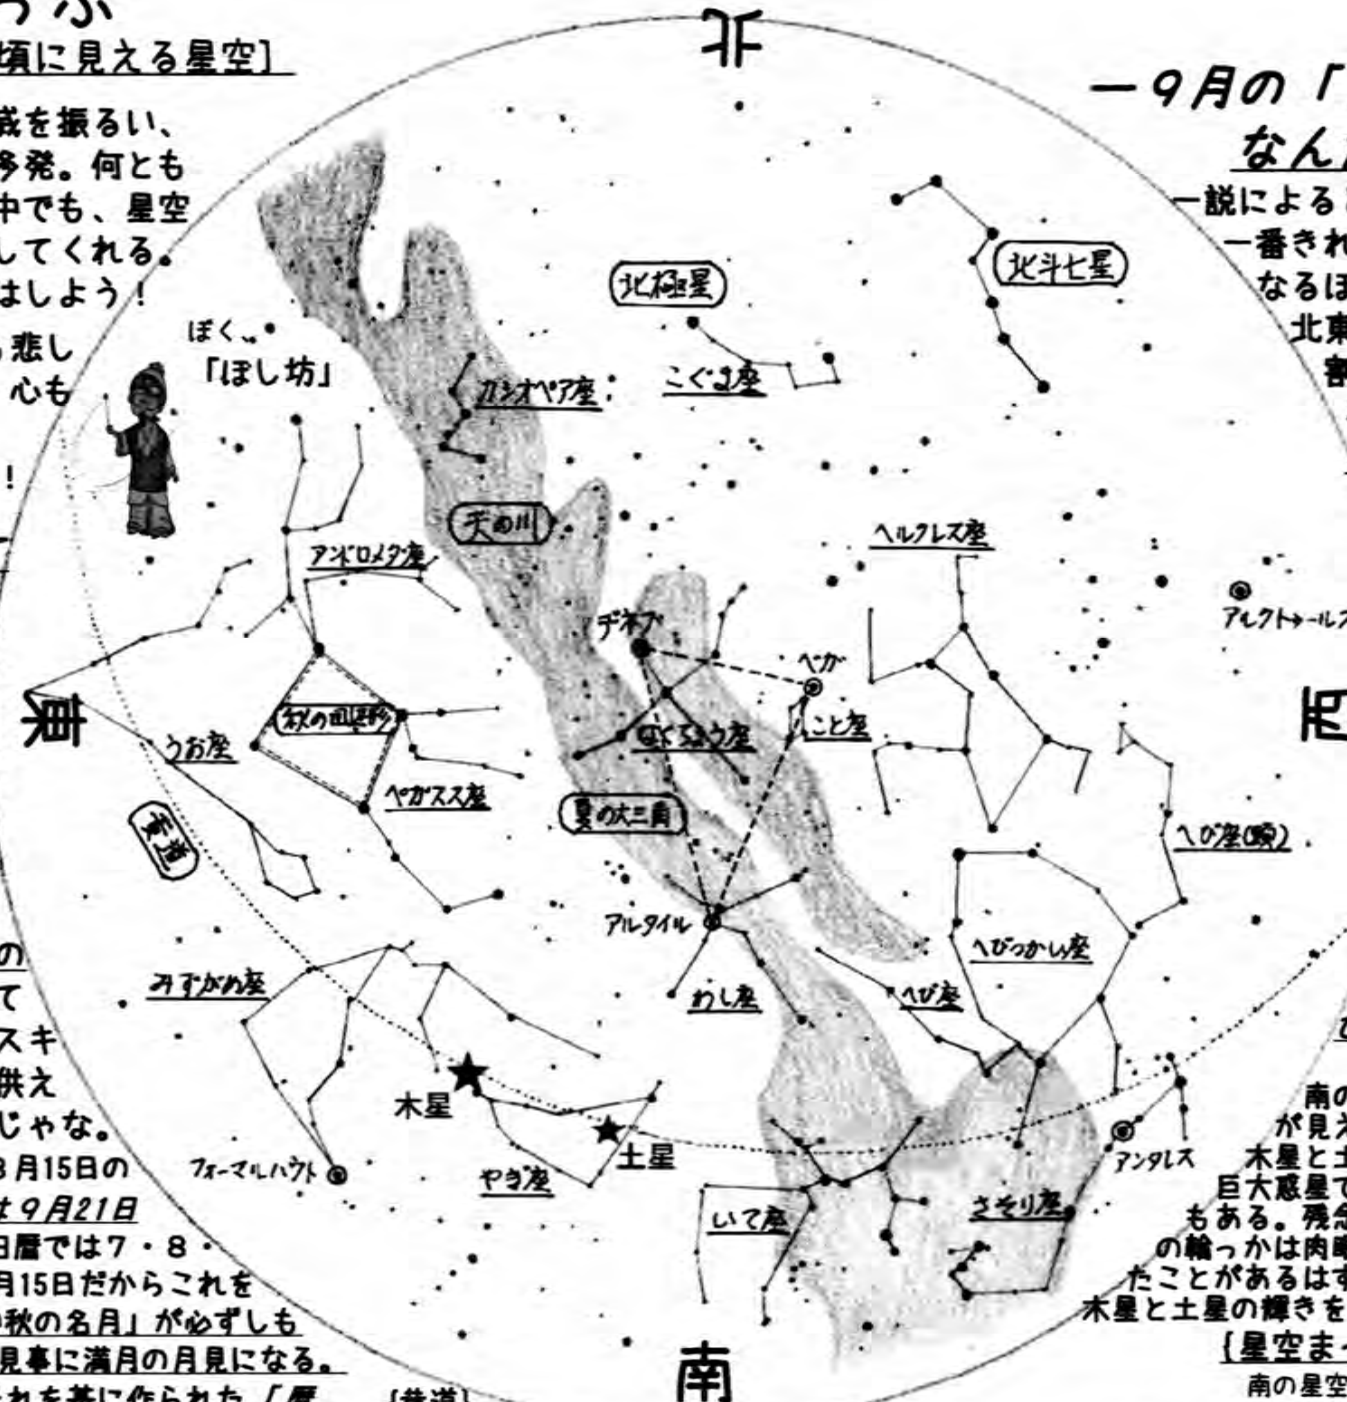 頃に見える星空]
威を振るい、
多発。何とも
中でも、星空
してくれる。
はしよう!
悲し
心も
!
北
ー9月の「
なん
一説によると
一番きれ
なるほ
北東
割
ぼく、、
「ほし坊」
北極星
北斗七星
こぐま座
カシオペア座
天の川
アンドロメダ座
ヘルクレス座
アルクトゥールス
デネブ
ベガ
こと座
東
西
秋の四辺形
うお座
はくちょう座
ペガスス座
夏の大三角
黄道
へび座(頭)
アルタイル
へびつかい座
みずがめ座
わし座
へび座
の
て
スキ
供え
じゃな。
木星
土星
フォーマルハウト
やぎ座
いて座
さそり座
アンタレス
月15日の
9月21日
旧暦では7・8・
月15日だからこれを
秋の名月」が必ずしも
見事に満月の月見になる。
れを基に作られた「暦
南
南の
が見え
木星と土
巨大惑星で
もある。残念
の輪っかは肉眼
たことがあるはず
木星と土星の輝きを
[星空ま
南の星空